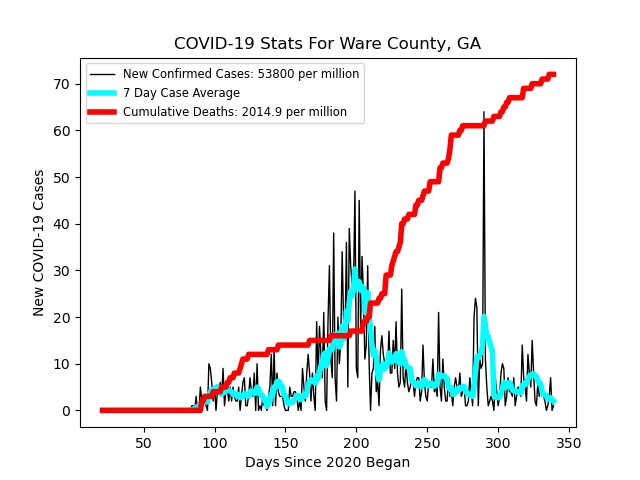 COVID-19 Stats For Ware County, GA
New Confirmed Cases: 53800 per million
7 Day Case Average
Cumulative Deaths: 2014.9 per million
New COVID-19 Cases
70
60
50
40
30
20
10
0
50
100
150
200
250
300
350
Days Since 2020 Began